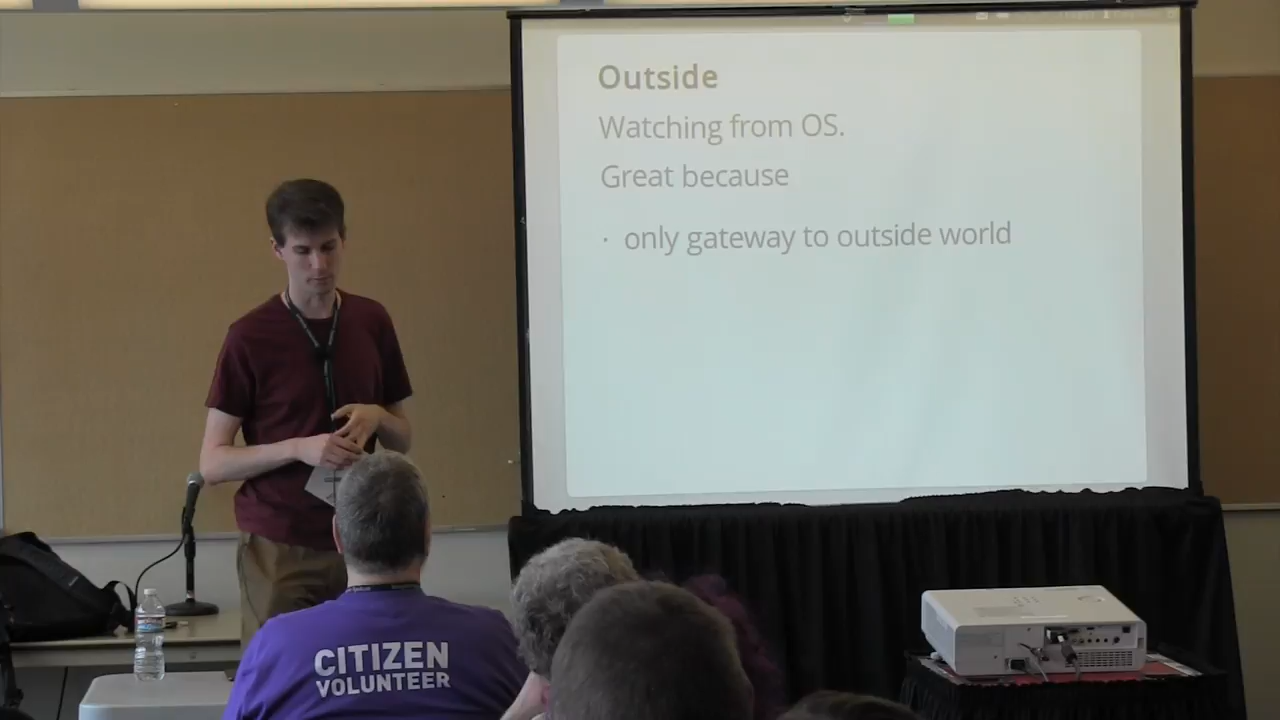 Outside
Watching from OS.
Great because
· only gateway to outside world
CITIZEN
VOLUNTEER